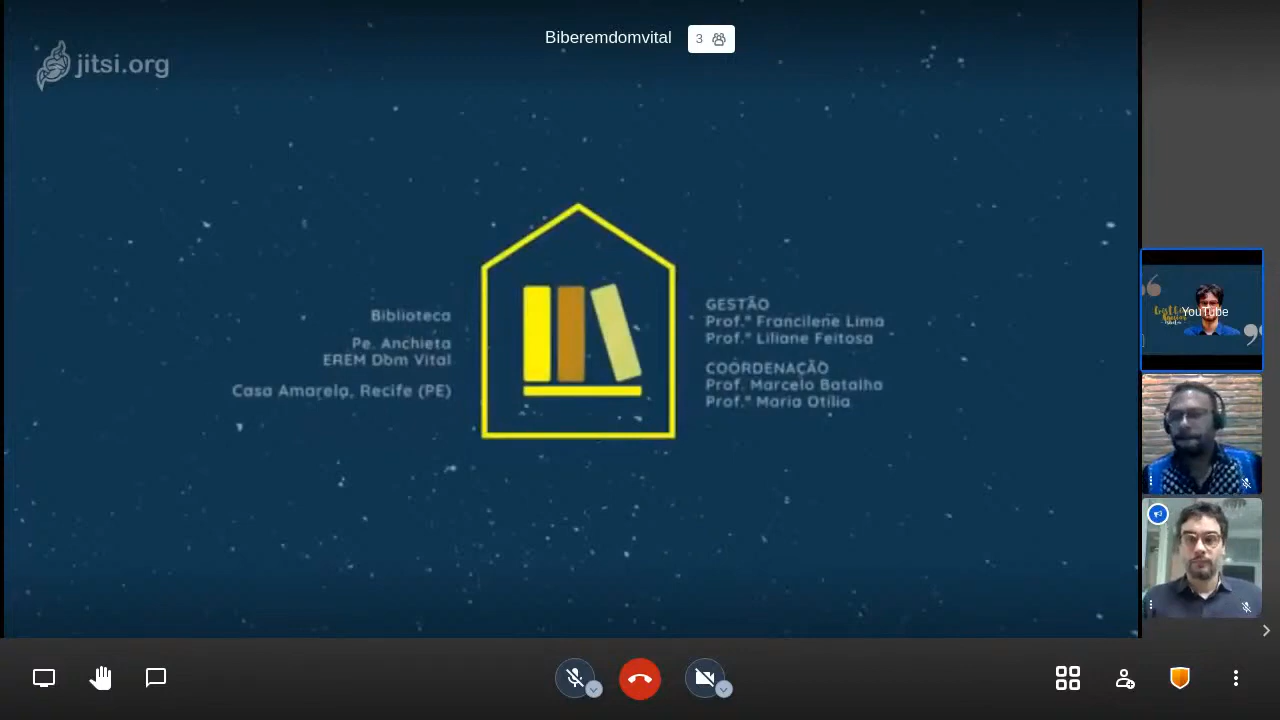 Biberemdomvital
3
jitsi.org
Biblioteca
Pe. Anchieta
EREM Dom Vital
Casa Amarela, Recife (PE)
GESTÃO
Prof.ª Francilene Lima
Prof.ª Liliane Feitosa
COORDENAÇÃO
Prof. Marcelo Batalha
Prof.ª Maria Otília
YouTube